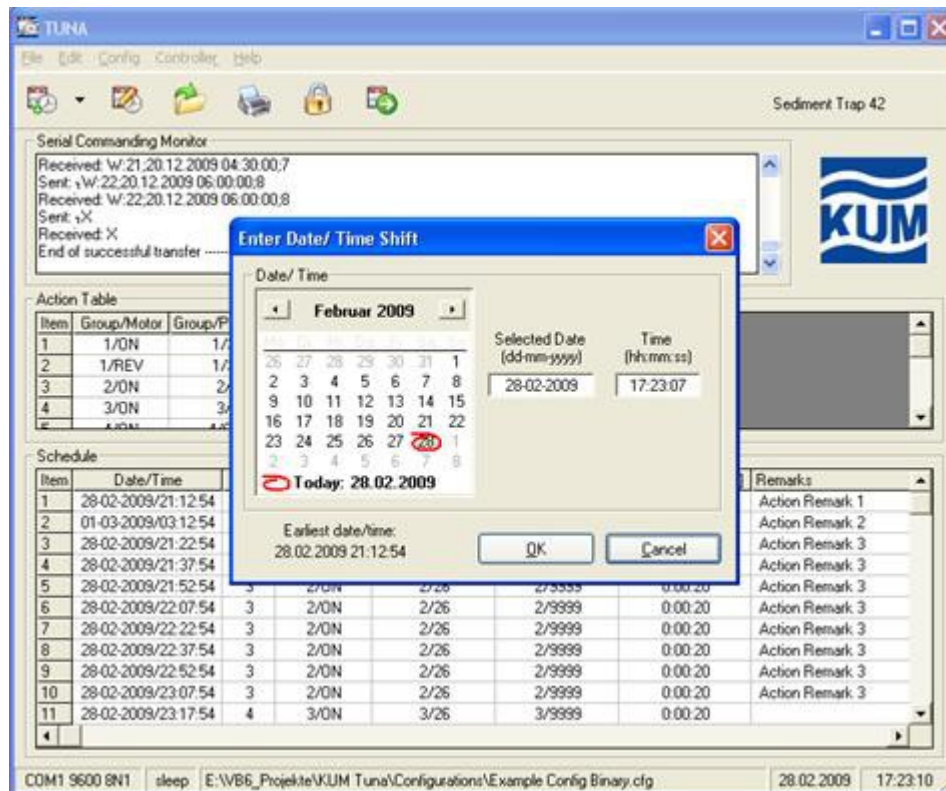 TUNA
File Edit Config Controller Help
Sediment Trap 42
Serial Commanding Monitor
Received: W:21;20.12.2009 04:30:00;7
Sent: W:22;20.12.2009 06:00:00;8
Received: W:22;20.12.2009 06:00:00;8
Sent: X
Received: X
End of successful transfer ------
KUM
Enter Date/ Time Shift
Date/ Time
Februar 2009
26 27 28 29 30 31 1
2 3 4 5 6 7 8
9 10 11 12 13 14 15
16 17 18 19 20 21 22
23 24 25 26 27 28 1
2 3 4 5 6 7 8
Today: 28.02.2009
Selected Date
(dd-mm-yyyy)
28-02-2009
Time
(hh:mm:ss)
17:23:07
Earliest date/time:
28.02.2009 21:12:54
OK
Cancel
Action Table
Item Group/Motor Group/P
1 1/ON 1/
2 1/REV 1/
3 2/ON 2/
4 3/ON 3/
Schedule
Item Date/Time Remarks
1 28-02-2009/21:12:54 Action Remark 1
2 01-03-2009/03:12:54 Action Remark 2
3 28-02-2009/21:22:54 Action Remark 3
4 28-02-2009/21:37:54 Action Remark 3
5 28-02-2009/21:52:54 3 2/ON 2/26 2/9999 0:00:20 Action Remark 3
6 28-02-2009/22:07:54 3 2/ON 2/26 2/9999 0:00:20 Action Remark 3
7 28-02-2009/22:22:54 3 2/ON 2/26 2/9999 0:00:20 Action Remark 3
8 28-02-2009/22:37:54 3 2/ON 2/26 2/9999 0:00:20 Action Remark 3
9 28-02-2009/22:52:54 3 2/ON 2/26 2/9999 0:00:20 Action Remark 3
10 28-02-2009/23:07:54 3 2/ON 2/26 2/9999 0:00:20 Action Remark 3
11 28-02-2009/23:17:54 4 3/ON 3/26 3/9999 0:00:20
COM1 9600 8N1 sleep E:\VB6_Projekte\KUM Tuna\Configurations\Example Config Binary.cfg 28.02.2009 17:23:10